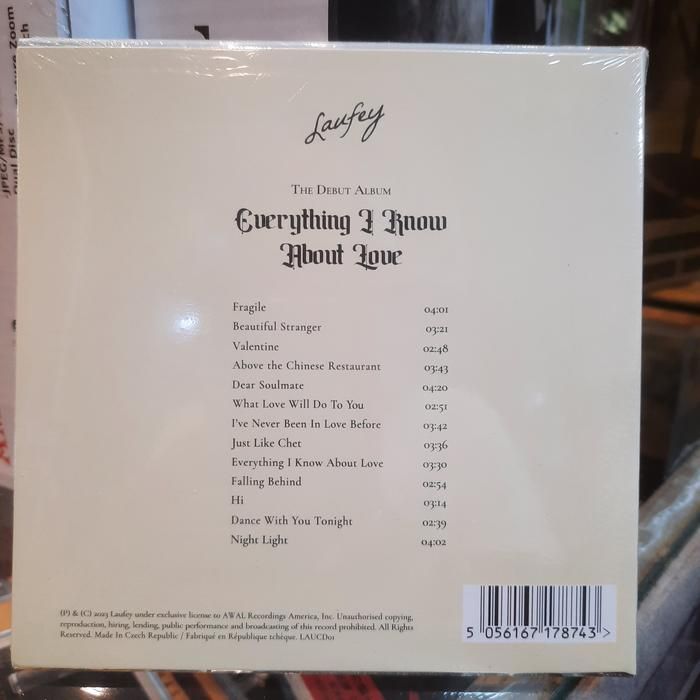 Laufey
The Debut Album
Everything I Know
About Love
Fragile 04:01
Beautiful Stranger 03:21
Valentine 02:48
Above the Chinese Restaurant 03:43
Dear Soulmate 04:20
What Love Will Do To You 02:51
I've Never Been In Love Before 03:42
Just Like Chet 03:36
Everything I Know About Love 03:30
Falling Behind 02:54
Hi 03:14
Dance With You Tonight 02:39
Night Light 04:02
(P) & (C) 2023 Laufey under exclusive license to AWAL Recordings America, Inc. Unauthorised copying,
reproduction, hiring, lending, public performance and broadcasting of this record prohibited. All Rights
Reserved. Made In Czech Republic / Fabriqué en République tchèque. LAUCD01
5 056167 178743 >
Dual Disc
Zoom